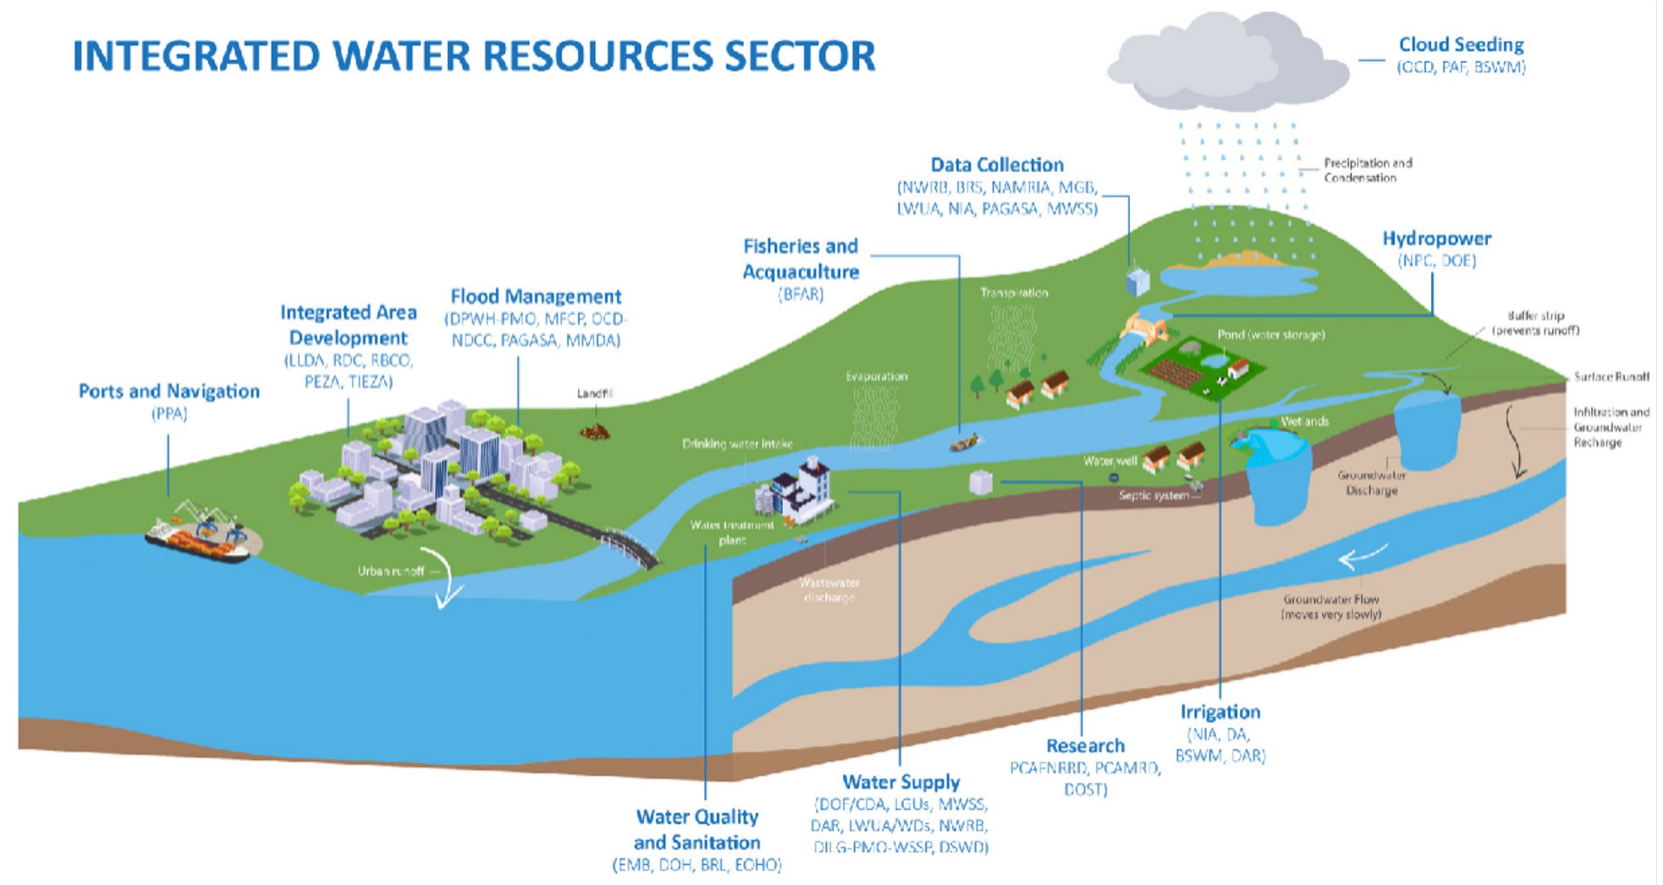 INTEGRATED WATER RESOURCES SECTOR
Cloud Seeding
(OCD, PAF, BSWM)
Precipitation and
Condensation
Data Collection
(NWRB, BRS, NAMRIA, MGB,
LWUA, NIA, PAGASA, MWSS)
Hydropower
(NPC, DOE)
Fisheries and
Acquaculture
(BFAR)
Transpiration
Buffer strip
(prevents runoff)
Pond (water storage)
Flood Management
(DPWH-PMO, MFCP, OCD-
NDCC, PAGASA, MMDA)
Integrated Area
Development
(LLDA, RDC, RBCO,
PEZA, TIEZA)
Ports and Navigation
(PPA)
Landfill
Evaporation
Surface Runoff
Infiltration and
Groundwater
Recharge
Drinking water intake
Wetlands
Water well
Septic system
Groundwater
Discharge
Water treatment
plant
Urban runoff
Wastewater
discharge
Groundwater Flow
(moves very slowly)
Irrigation
(NIA, DA,
BSWM, DAR)
Research
PCAFNRRD, PCAMRD,
DOST)
Water Supply
(DOF/CDA, LGUs, MWSS,
DAR, LWUA/WDs, NWRB,
DILG-PMO-WSSP, DSWD)
Water Quality
and Sanitation
(EMB, DOH, BRL, EOHO)